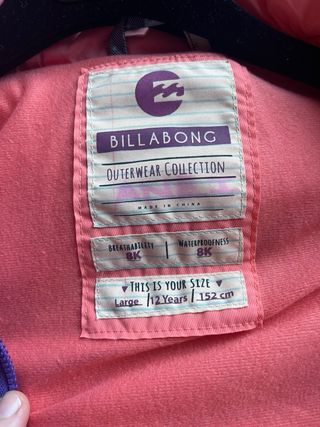 BILLABONG
OUTERWEAR COLLECTION
MADE IN CHINA
BREATHABILITY 8K | WATERPROOFNESS 8K
THIS IS YOUR SIZE
Large / 12 Years / 152 cm